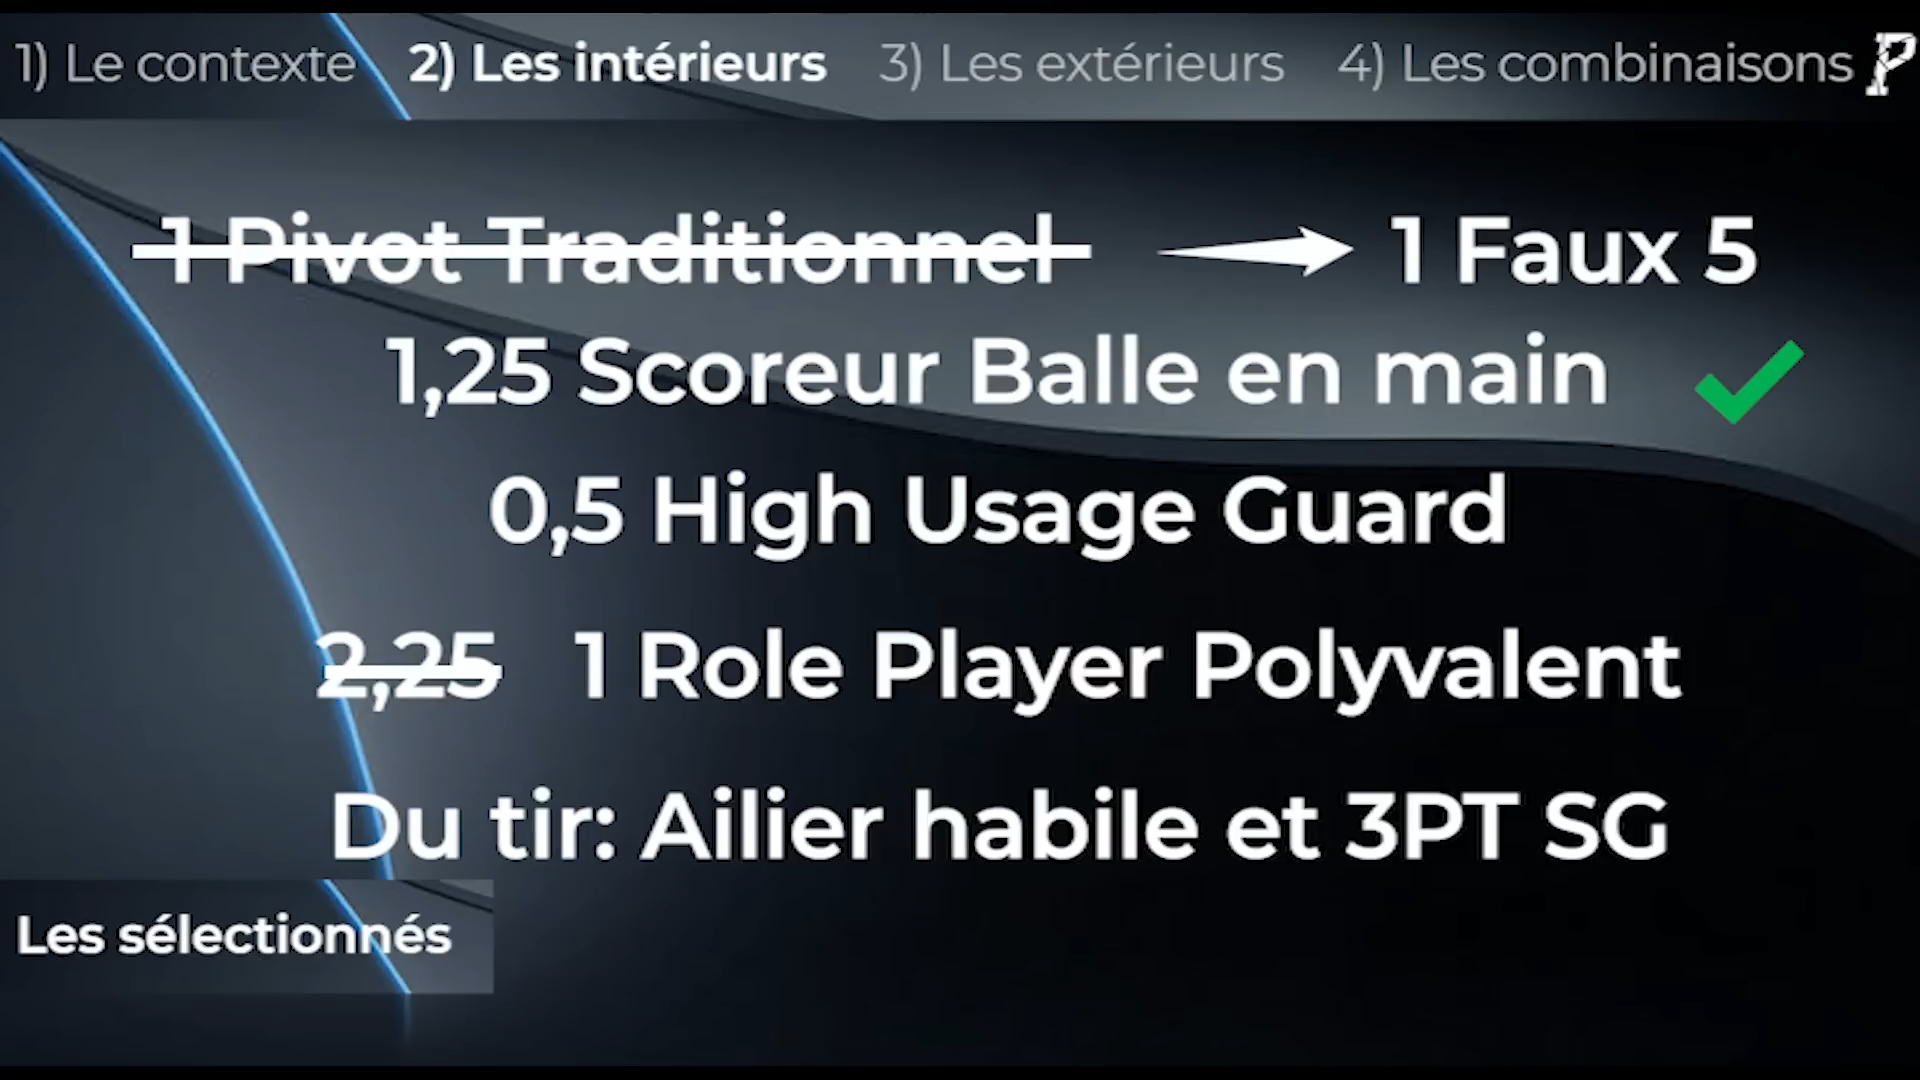 1) Le contexte 2) Les intérieurs 3) Les extérieurs 4) Les combinaisons P
1 Pivot Traditionnel 1 Faux 5
1,25 Scoreur Balle en main
0,5 High Usage Guard
2,25 1 Role Player Polyvalent
Du tir: Ailier habile et 3PT SG
Les sélectionnés